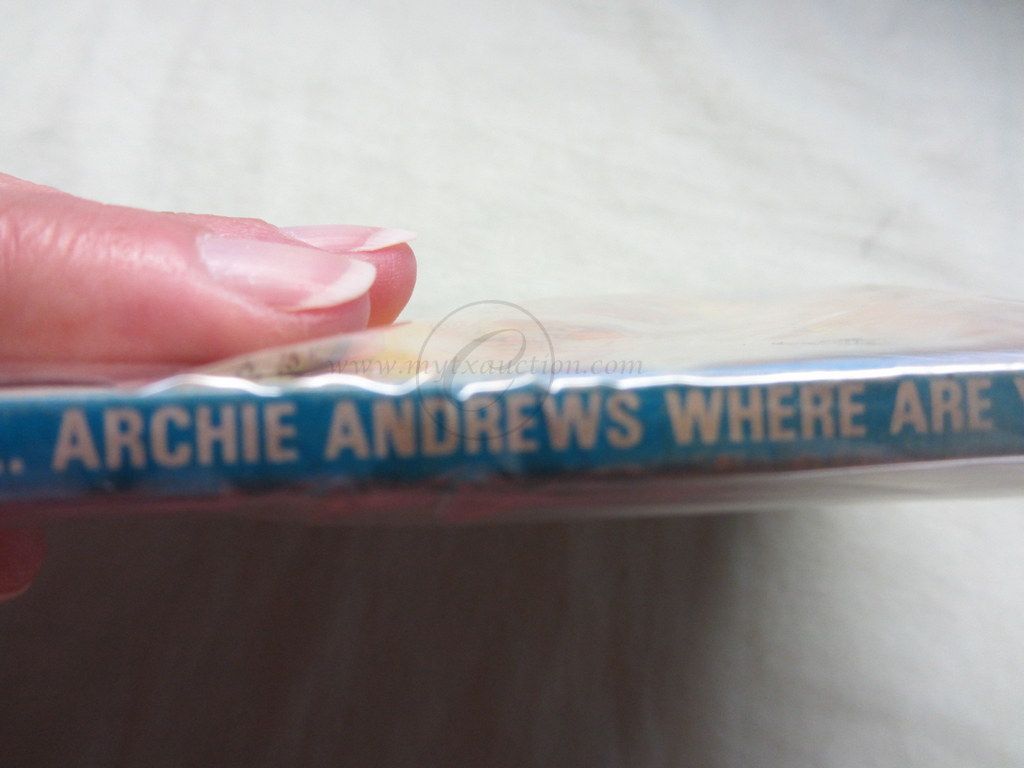 www.mytxauction.com
.. ARCHIE ANDREWS WHERE ARE Y